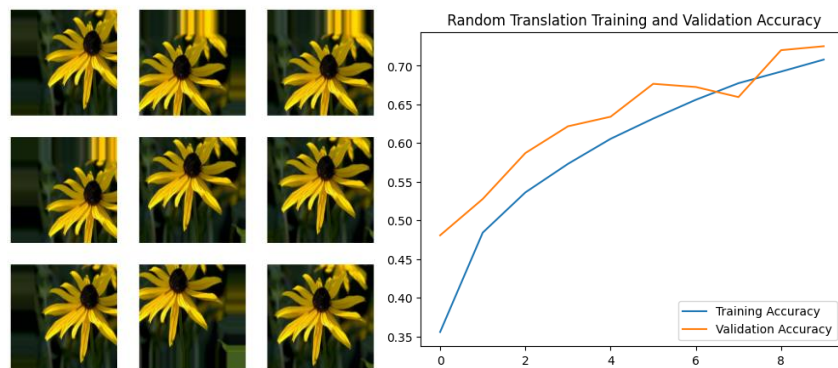 Random Translation Training and Validation Accuracy
0.70
0.65
0.60
0.55
0.50
0.45
0.40
0.35
Training Accuracy
Validation Accuracy
0 2 4 6 8